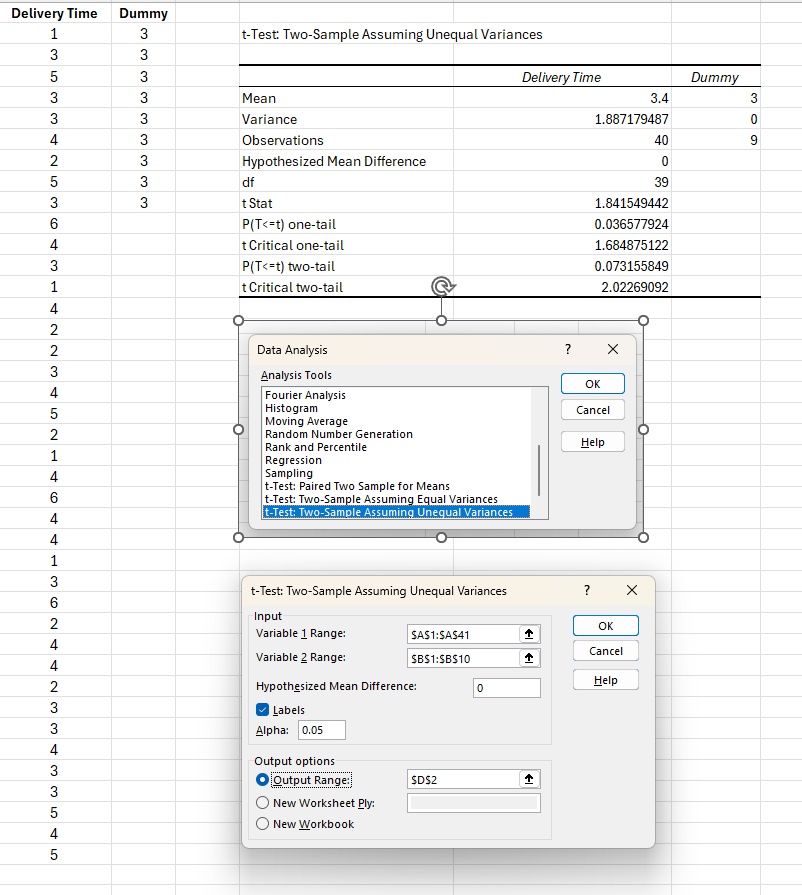 Delivery Time Dummy
1 3 t-Test: Two-Sample Assuming Unequal Variances
3 3
5 3 Delivery Time Dummy
3 3 Mean 3.4 3
3 3 Variance 1.887179487 0
4 3 Observations 40 9
2 3 Hypothesized Mean Difference 0
5 3 df 39
3 3 t Stat 1.841549442
6 P(T<=t) one-tail 0.036577924
4 t Critical one-tail 1.684875122
3 P(T<=t) two-tail 0.073155849
1 t Critical two-tail 2.02269092
4
2
2
3
4
5
2
1
4
6
4
4
1
3
6
2
4
4
2
3
3
4
3
3
5
4
5
Data Analysis ?
Analysis Tools
Fourier Analysis
Histogram
Moving Average
Random Number Generation
Rank and Percentile
Regression
Sampling
t-Test: Paired Two Sample for Means
t-Test: Two-Sample Assuming Equal Variances
t-Test: Two-Sample Assuming Unequal Variances
OK
Cancel
Help
t-Test: Two-Sample Assuming Unequal Variances ?
Input
Variable 1 Range: $A$1:$A$41
Variable 2 Range: $B$1:$B$10
Hypothesized Mean Difference: 0
Labels
Alpha: 0.05
Output options
Output Range: $D$2
New Worksheet Ply:
New Workbook
OK
Cancel
Help